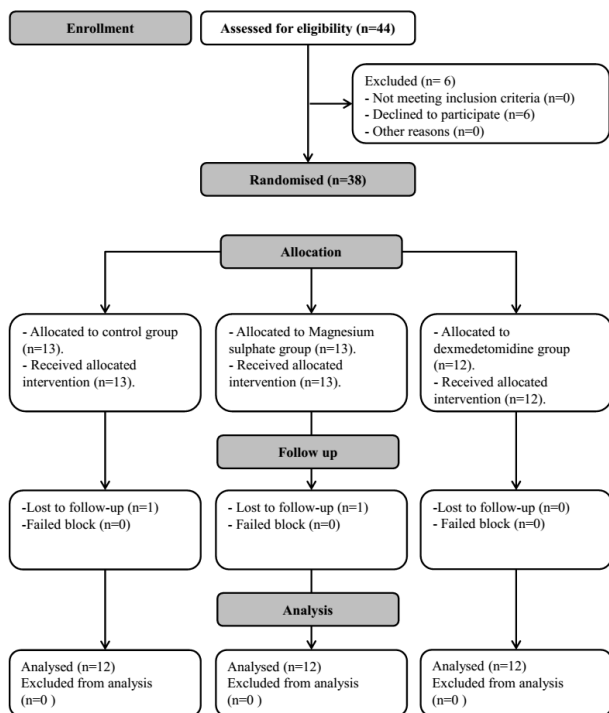 Enrollment
Assessed for eligibility (n=44)
Excluded (n= 6)
- Not meeting inclusion criteria (n=0)
- Declined to participate (n=6)
- Other reasons (n=0)
Randomised (n=38)
Allocation
- Allocated to control group
(n=13).
- Received allocated
intervention (n=13).
- Allocated to Magnesium
sulphate group (n=13).
- Received allocated
intervention (n=13).
- Allocated to
dexmedetomidine group
(n=12).
- Received allocated
intervention (n=12).
Follow up
-Lost to follow-up (n=1)
-Failed block (n=0)
- Lost to follow-up (n=1)
- Failed block (n=0)
-Lost to follow-up (n=0)
- Failed block (n=0)
Analysis
Analysed (n=12)
Excluded from analysis
(n=0 )
Analysed (n=12)
Excluded from analysis
(n=0 )
Analysed (n=12)
Excluded from analysis
(n=0 )